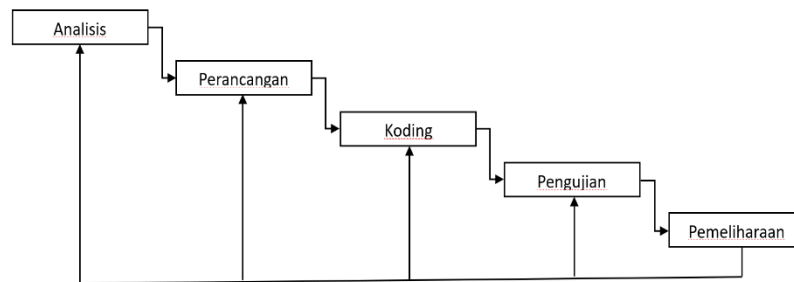 Analisis
Perancangan
Koding
Pengujian
Pemeliharaan